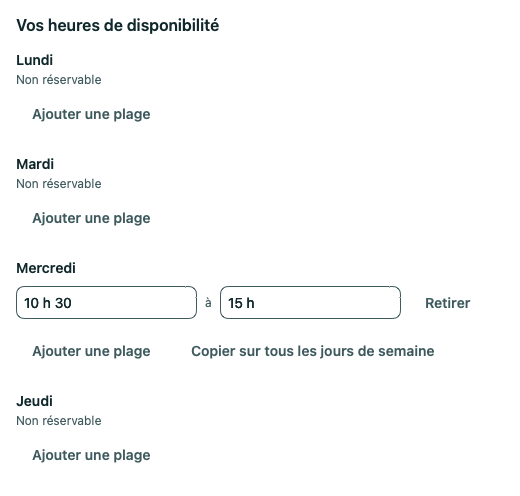 Vos heures de disponibilité
Lundi
Non réservable
Ajouter une plage
Mardi
Non réservable
Ajouter une plage
Mercredi
10 h 30 à 15 h Retirer
Ajouter une plage Copier sur tous les jours de semaine
Jeudi
Non réservable
Ajouter une plage